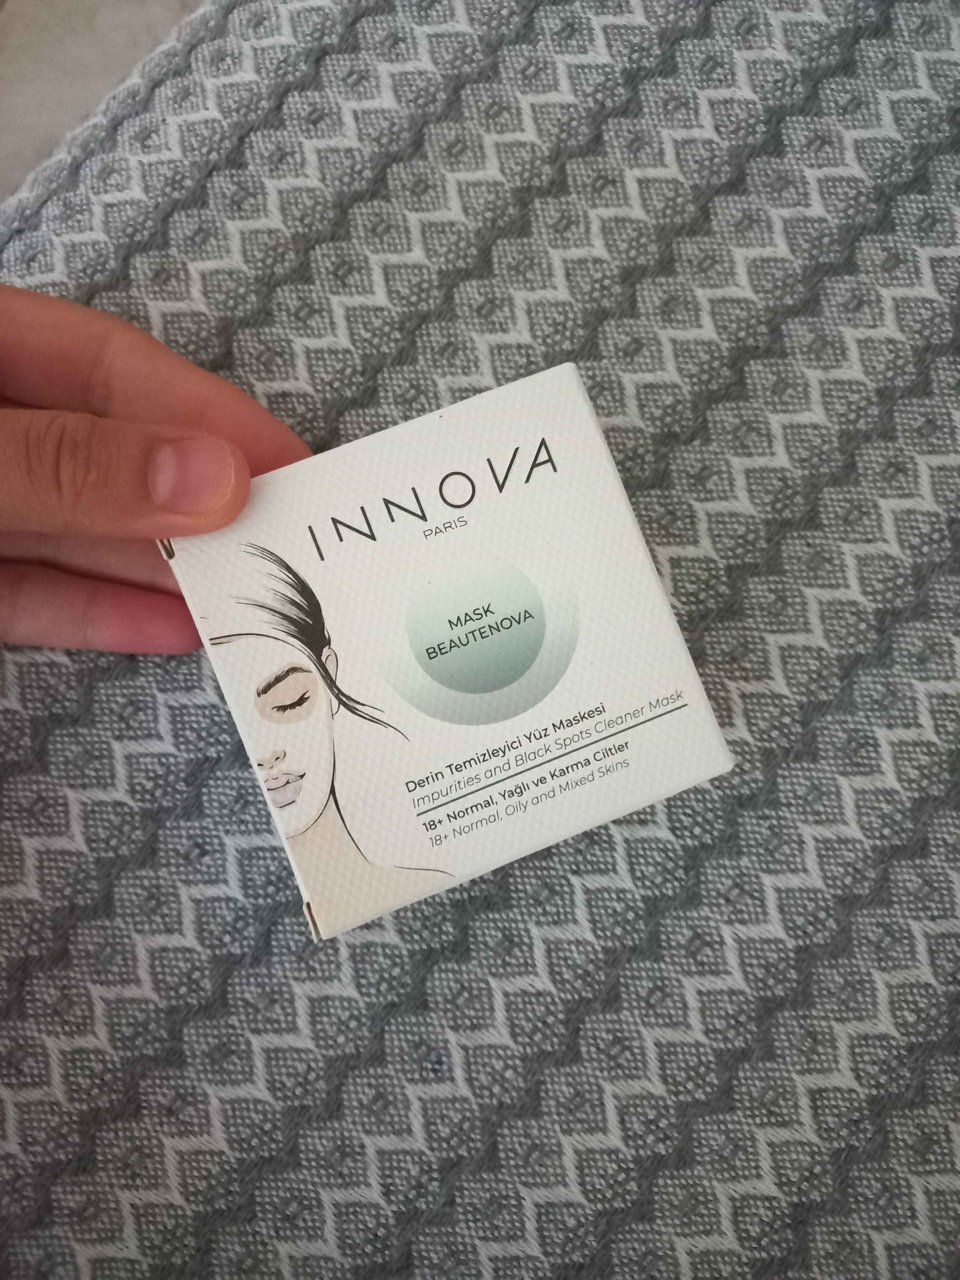 INNOVA
PARIS
MASK
BEAUTENOVA
Derin Temizleyici Yüz Maskesi
Impurities and Black Spots Cleaner Mask
18+ Normal, Yağlı ve Karma Ciltler
18+ Normal, Oily and Mixed Skins